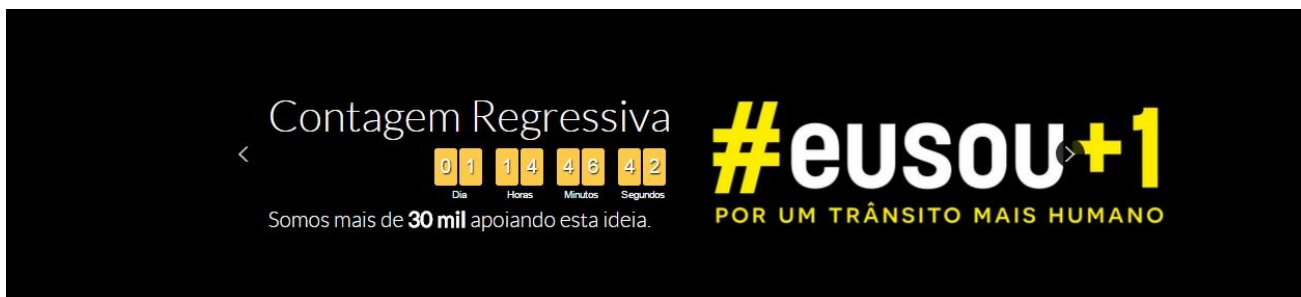 Contagem Regressiva
01 14 46 42
Dia Horas Minutos Segundos
Somos mais de 30 mil apoiando esta ideia.
#eusou+1
POR UM TRÂNSITO MAIS HUMANO